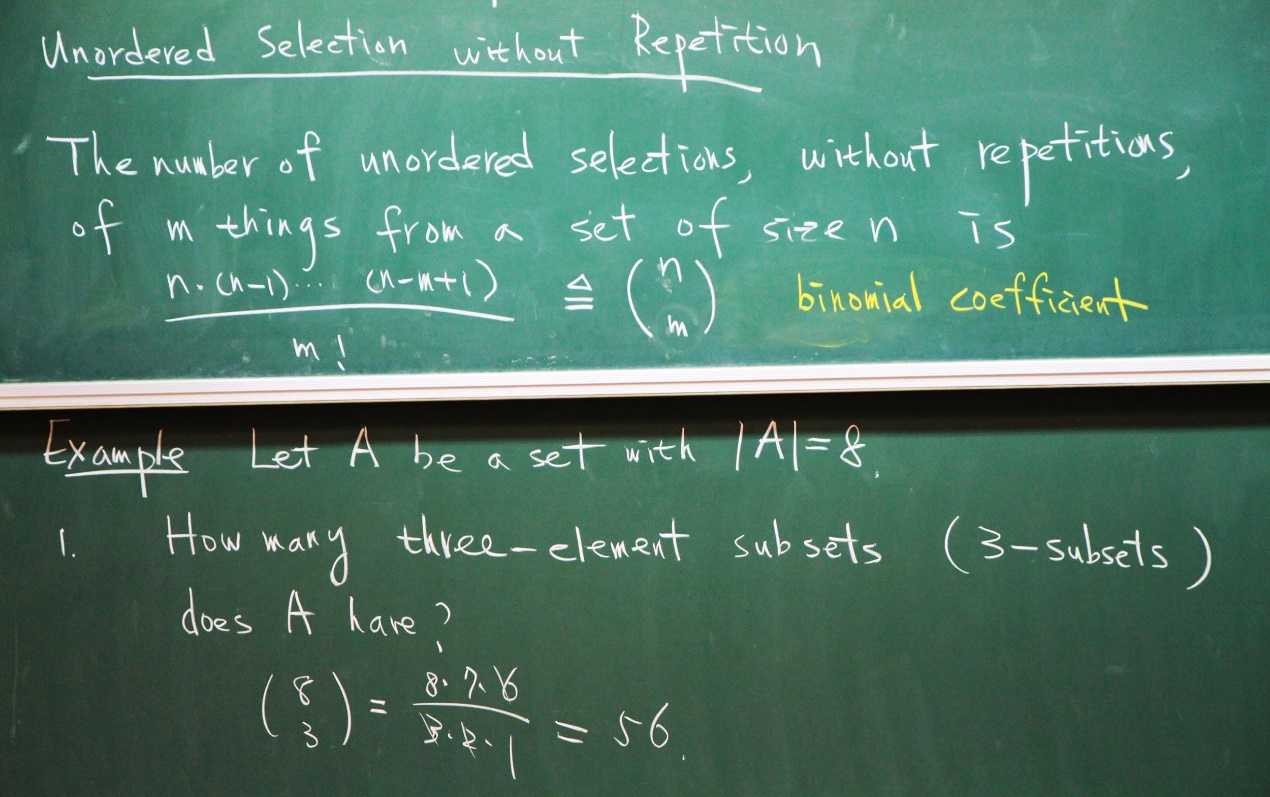 Unordered Selection without Repetition
The number of unordered selections, without repetitions,
of m things from a set of size n is
n·(n-1)···· (n-m+1)
m!
≜ (n m) binomial coefficient
Example Let A be a set with |A|=8.
1. How many three-element subsets (3-subsets)
does A have?
(8 3) = 8·7·6 / 3·2·1 = 56.